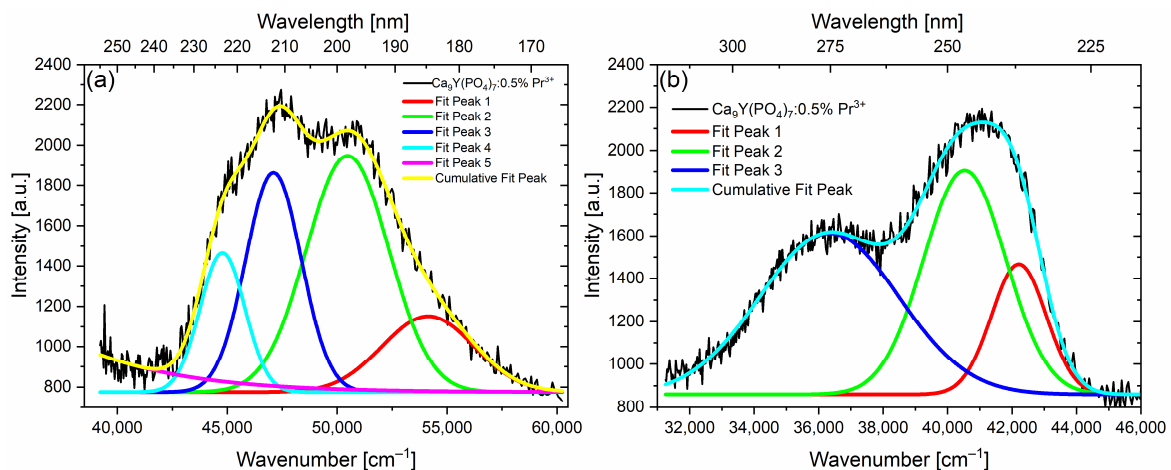 Wavelength [nm]
250 240 230 220 210 200 190 180 170
(a)
Ca₉Y(PO₄)₇:0.5% Pr³⁺
Fit Peak 1
Fit Peak 2
Fit Peak 3
Fit Peak 4
Fit Peak 5
Cumulative Fit Peak
Intensity [a.u.]
2400
2200
2000
1800
1600
1400
1200
1000
800
40,000 45,000 50,000 55,000 60,000
Wavenumber [cm⁻¹]
Wavelength [nm]
300 275 250 225
(b)
Ca₉Y(PO₄)₇:0.5% Pr³⁺
Fit Peak 1
Fit Peak 2
Fit Peak 3
Cumulative Fit Peak
Intensity [a.u.]
2400
2200
2000
1800
1600
1400
1200
1000
800
32,000 34,000 36,000 38,000 40,000 42,000 44,000 46,000
Wavenumber [cm⁻¹]